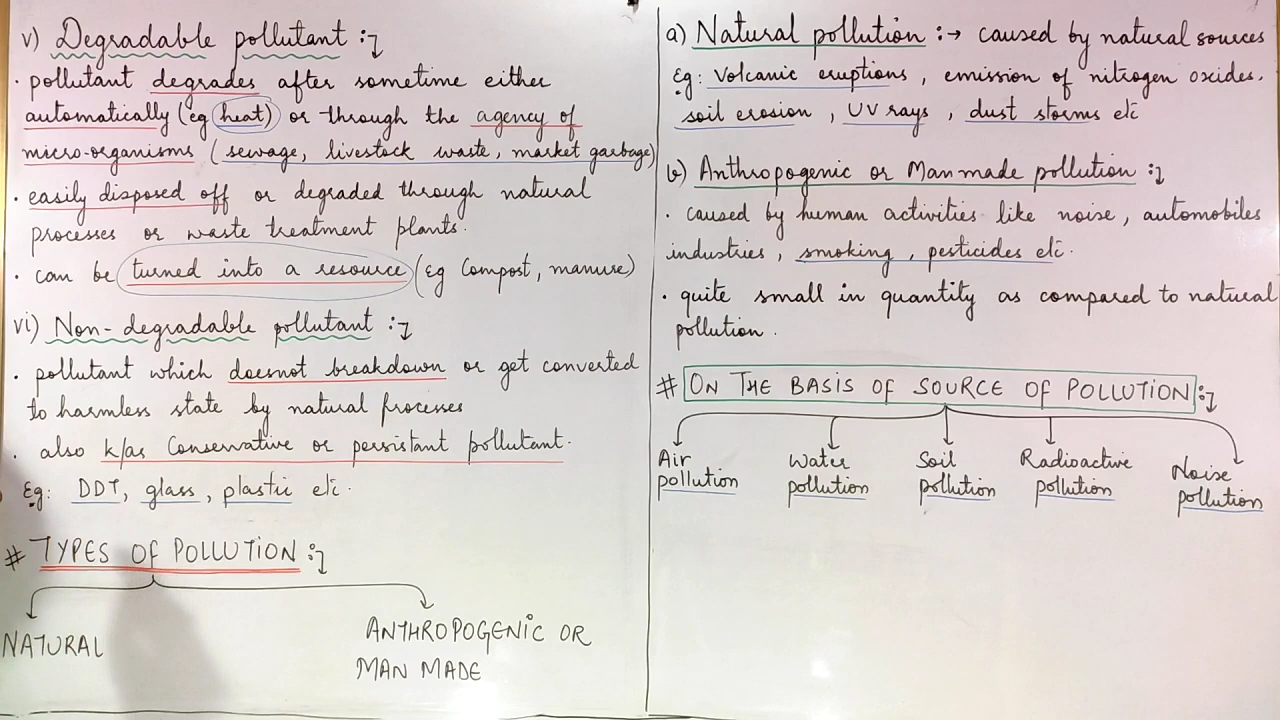 v) Degradable pollutant :↴
· pollutant degrades after sometime either
automatically (eg heat) or through the agency of
micro-organisms (sewage, livestock waste, market garbage)
· easily disposed off or degraded through natural
processes or waste treatment plants.
· can be turned into a resource (Eg Compost, manure)
vi) Non-degradable pollutant :↴
· pollutant which doesnot breakdown or get converted
to harmless state by natural processes
· also k/as Conservative or persistant pollutant.
Eg: DDT, glass, plastic etc.
# TYPES OF POLLUTION :↴
NATURAL
ANTHROPOGENIC OR
MAN MADE
a) Natural pollution :→ caused by natural sources
Eg: Volcanic eruptions, emission of nitrogen oxides.
soil erosion, UV rays, dust storms etc
b) Anthropogenic or Man made pollution :↴
· caused by human activities like noise, automobiles
industries, smoking, pesticides etc.
· quite small in quantity as compared to natural
pollution.
# ON THE BASIS OF SOURCE OF POLLUTION :↴
Air
pollution
Water
pollution
Soil
pollution
Radioactive
pollution
Noise
pollution